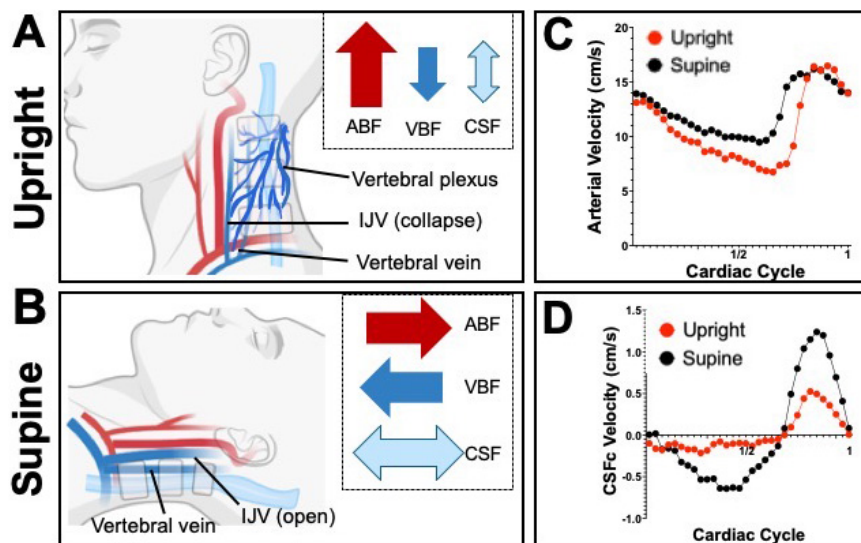 A
Upright
ABF
VBF
CSF
Vertebral plexus
IJV (collapse)
Vertebral vein
B
Supine
ABF
VBF
CSF
Vertebral vein
IJV (open)
C
Upright
Supine
Arterial Velocity (cm/s)
20
15
10
5
0
1/2
1
Cardiac Cycle
D
Upright
Supine
CSFc Velocity (cm/s)
1.5
1.0
0.5
0.0
-0.5
-1.0
1/2
1
Cardiac Cycle